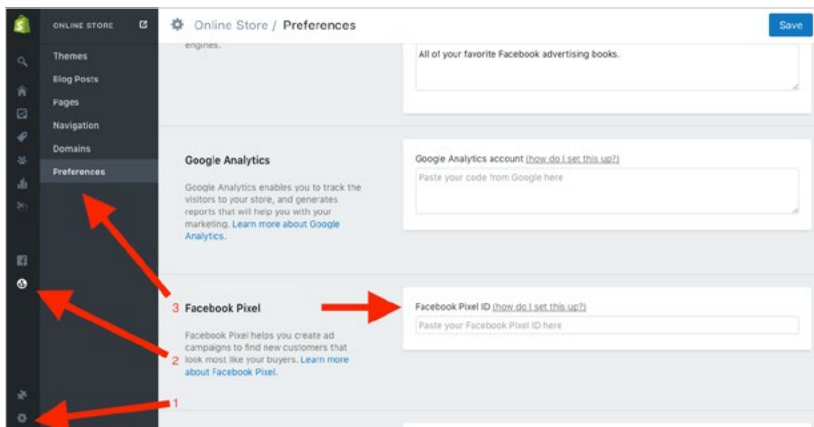 ONLINE STORE
Online Store / Preferences
Save
Themes
Blog Posts
Pages
Navigation
Domains
Preferences
engines.
All of your favorite Facebook advertising books.
Google Analytics
Google Analytics enables you to track the
visitors to your store, and generates
reports that will help you with your
marketing. Learn more about Google
Analytics.
Google Analytics account (how do I set this up?)
Paste your code from Google here
3 Facebook Pixel
Facebook Pixel helps you create ad
campaigns to find new customers that
2 look most like your buyers. Learn more
about Facebook Pixel.
1
Facebook Pixel ID (how do I set this up?)
Paste your Facebook Pixel ID here